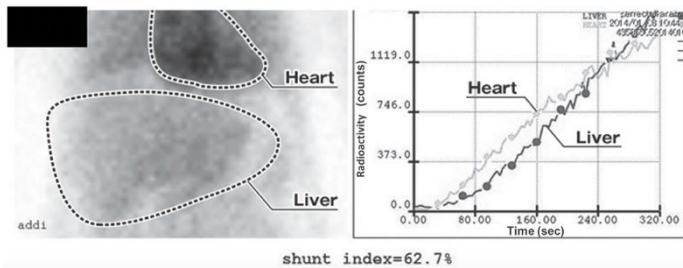 Heart
Liver
addi
LIVER
HEART
1119.0
746.0
373.0
0.0
Radioactivity (counts)
Heart
Liver
0.00
80.00
160.00
240.00
320.00
Time (sec)
shunt index=62.7%